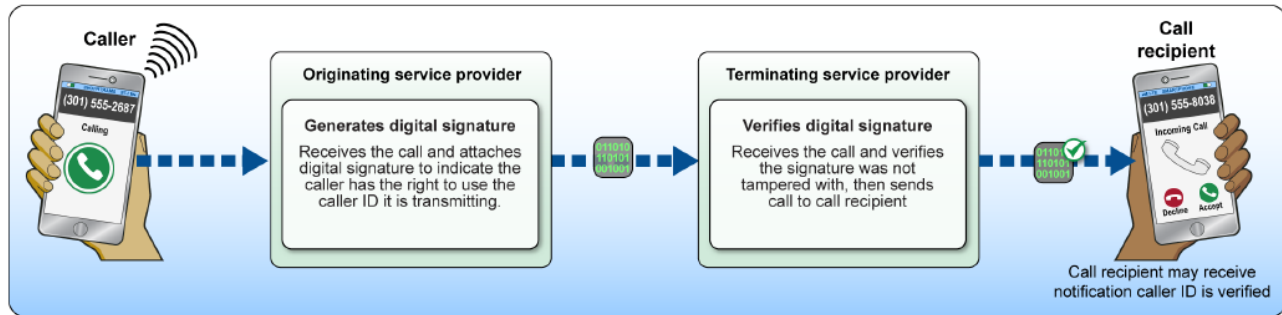 Caller
(301) 555-2687
Calling
Originating service provider
Generates digital signature
Receives the call and attaches
digital signature to indicate the
caller has the right to use the
caller ID it is transmitting.
011010
110101
001001
Terminating service provider
Verifies digital signature
Receives the call and verifies
the signature was not
tampered with, then sends
call to call recipient
01101
110101
001001
Call
recipient
(301) 555-8038
Incoming Call
Decline
Accept
Call recipient may receive
notification caller ID is verified